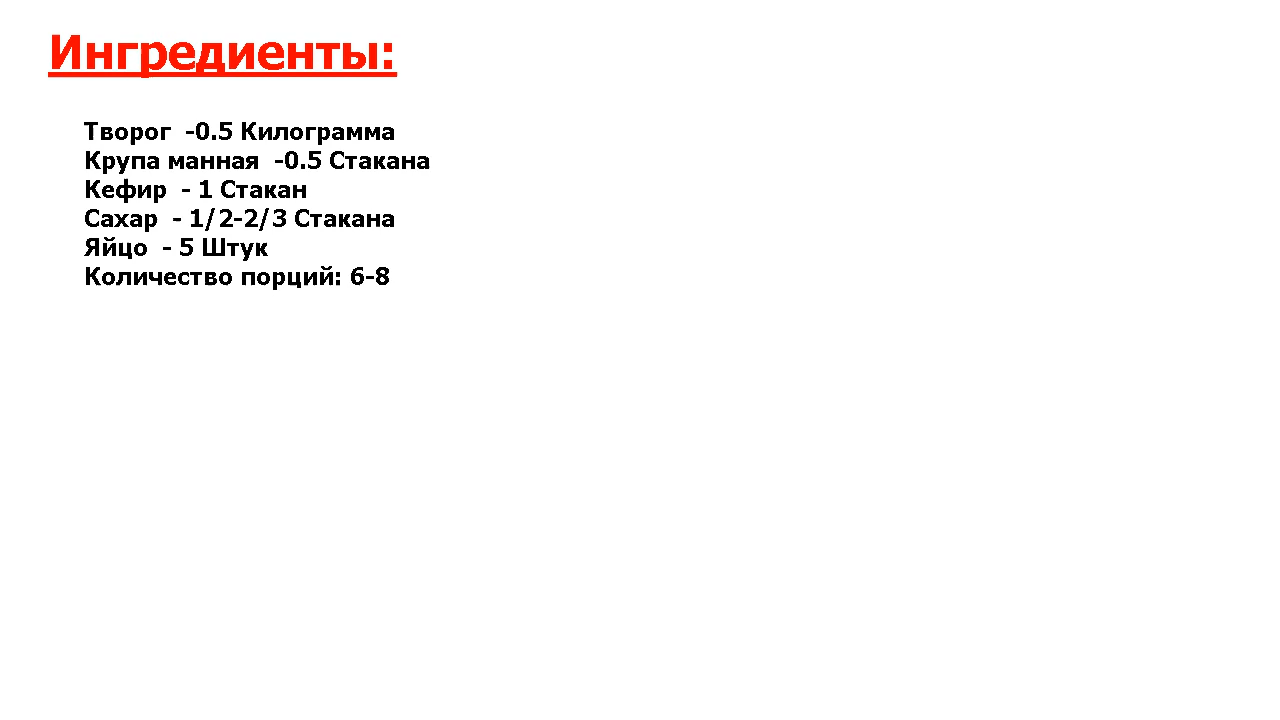 Ингредиенты:
Творог  -0.5 Килограмма
Крупа манная  -0.5 Стакана
Кефир  - 1 Стакан
Сахар  - 1/2-2/3 Стакана
Яйцо  - 5 Штук
Количество порций: 6-8